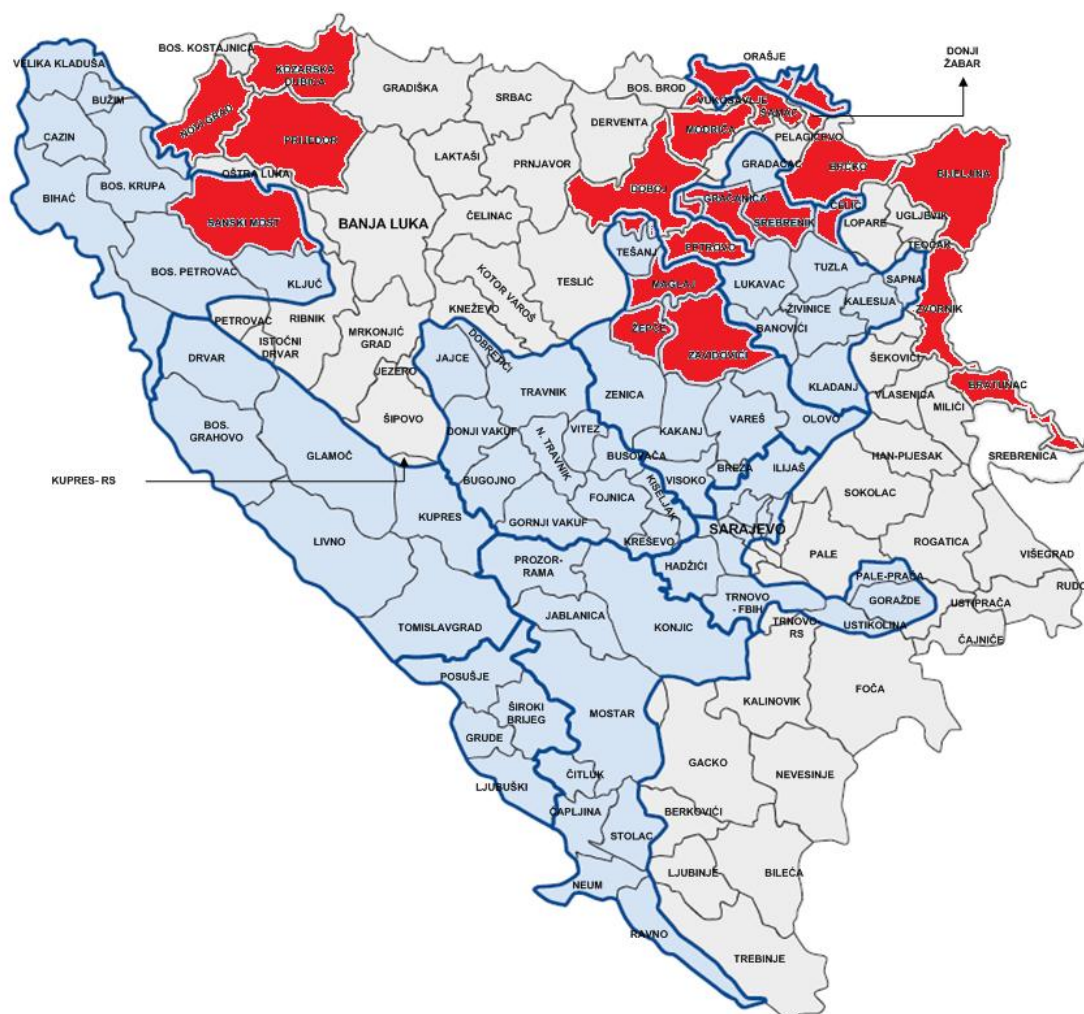 DONJI
ŽABAR
ORAŠJE
BOS. KOSTAJNICA
VELIKA KLADUŠA
KOZARSKA
DUBICA
GRADIŠKA
SRBAC
BOS. BROD
VUKOSAVLJE
ŠAMAC
BUŽIM
NOVI GRAD
PRIJEDOR
DERVENTA
MODRIČA
PELAGIĆEVO
CAZIN
LAKTAŠI
PRNJAVOR
GRADAČAC
BRČKO
BIJELJINA
OŠTRA LUKA
BOS. KRUPA
BIHAĆ
DOBOJ
GRAČANICA
ČELIĆ
SANSKI MOST
BANJA LUKA
ČELINAC
SREBRENIK
LOPARE
UGLJEVIK
PETROVO
TEOČAK
TEŠANJ
BOS. PETROVAC
KLJUČ
KOTOR VAROŠ
TESLIĆ
MAGLAJ
LUKAVAC
TUZLA
SAPNA
KALESIJA
ŽIVINICE
ZVORNIK
KNEŽEVO
PETROVAC
RIBNIK
MRKONJIĆ
GRAD
ISTOČNI
DRVAR
ŽEPČE
BANOVIĆI
ZAVIDOVIĆI
DRVAR
JAJCE
DOBRETIĆI
ŠEKOVIĆI
JEZERO
TRAVNIK
ZENICA
KLADANJ
BRATUNAC
VLASENICA
MILIĆI
ŠIPOVO
BOS.
GRAHOVO
GLAMOČ
DONJI VAKUF
N. TRAVNIK
VITEZ
KAKANJ
VAREŠ
OLOVO
BUSOVAČA
HAN-PIJESAK
SREBRENICA
BREZA
ILIJAŠ
KUPRES- RS
BUGOJNO
VISOKO
FOJNICA
KISELJAK
SOKOLAC
KUPRES
LIVNO
GORNJI VAKUF
KREŠEVO
SARAJEVO
ROGATICA
PALE
VIŠEGRAD
PROZOR-
RAMA
HADŽIĆI
PALE-PRAČA
RUDO
TRNOVO
- FBIH
GORAŽDE
USTIPRAČA
JABLANICA
KONJIC
TRNOVO-
RS
USTIKOLINA
TOMISLAVGRAD
ČAJNIČE
POSUŠJE
FOČA
KALINOVIK
ŠIROKI
BRIJEG
MOSTAR
GRUDE
GACKO
NEVESINJE
ČITLUK
LJUBUŠKI
ČAPLJINA
BERKOVIĆI
STOLAC
LJUBINJE
BILEĆA
NEUM
RAVNO
TREBINJE